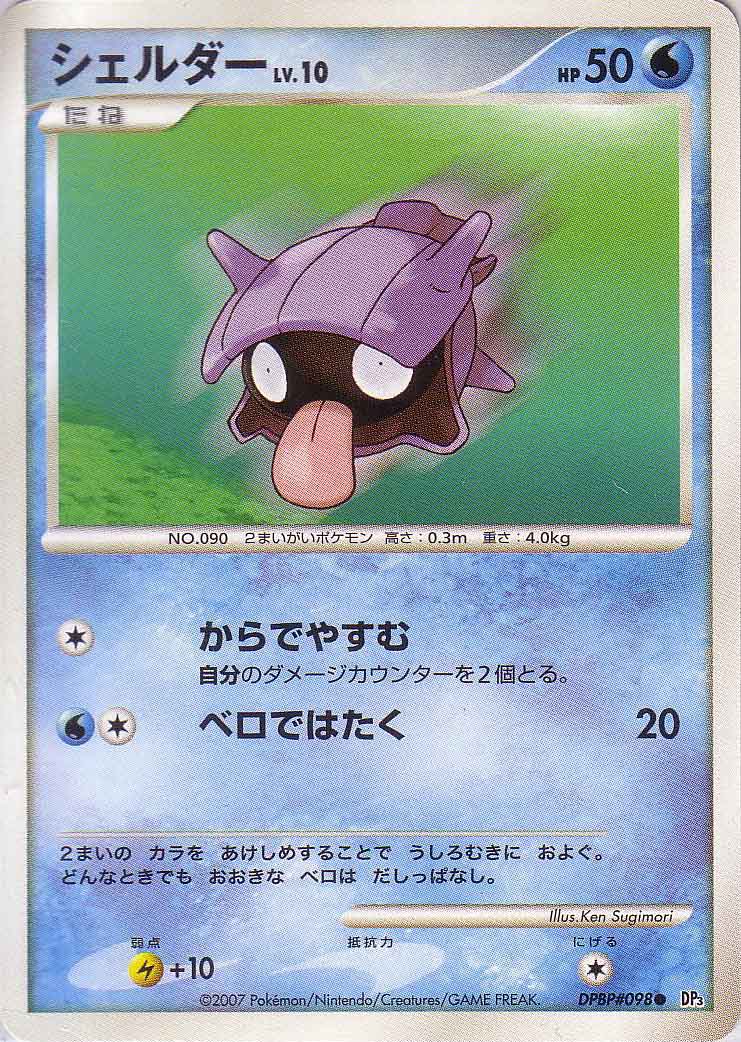 シェルダー LV.10 HP 50
たね
NO.090 2まいがいポケモン 高さ：0.3m 重さ：4.0kg
からでやすむ
自分のダメージカウンターを2個とる。
ベロではたく 20
2まいの カラを あけしめすることで うしろむきに およぐ。
どんなときでも おおきな ベロは だしっぱなし。
Illus.Ken Sugimori
弱点 抵抗力 にげる
+10
©2007 Pokémon/Nintendo/Creatures/GAME FREAK. DPBP#098 DP3